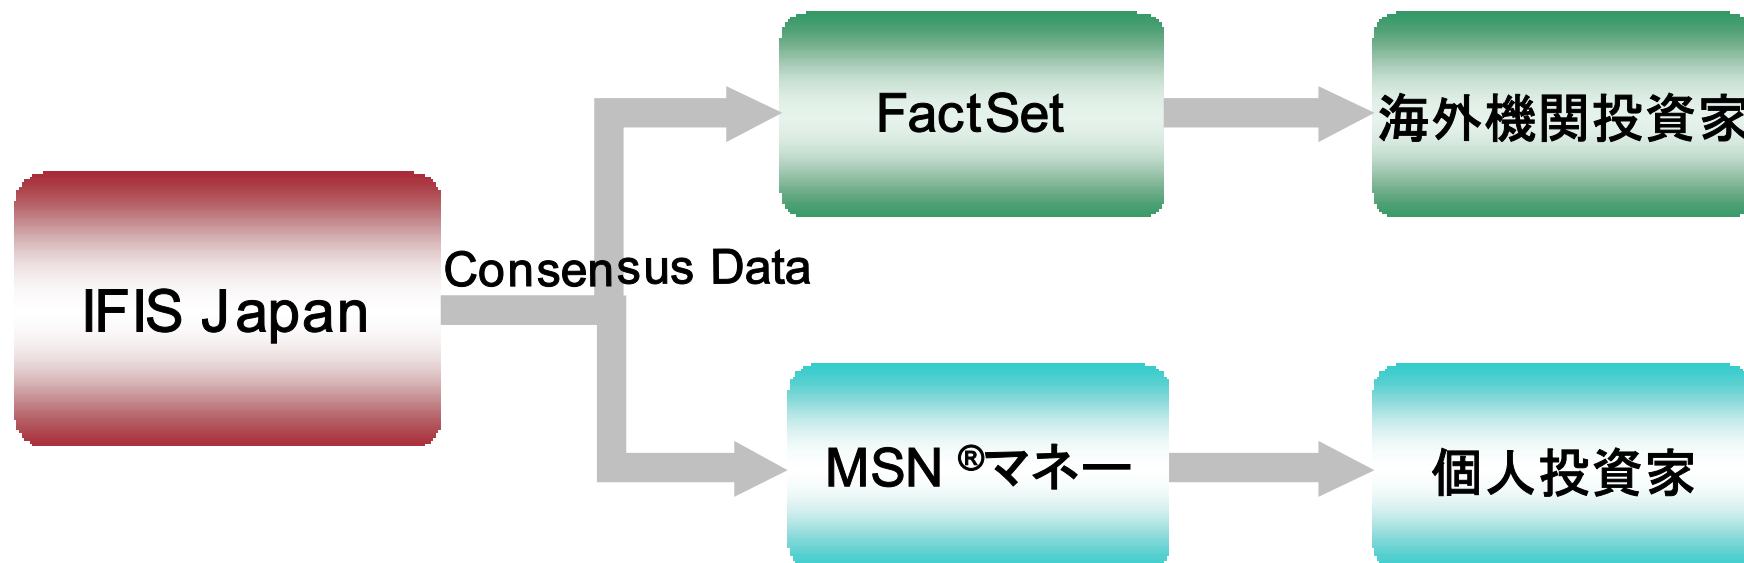 FactSet
海外機関投資家
Consensus Data
IFIS Japan
MSN ®マネー
個人投資家